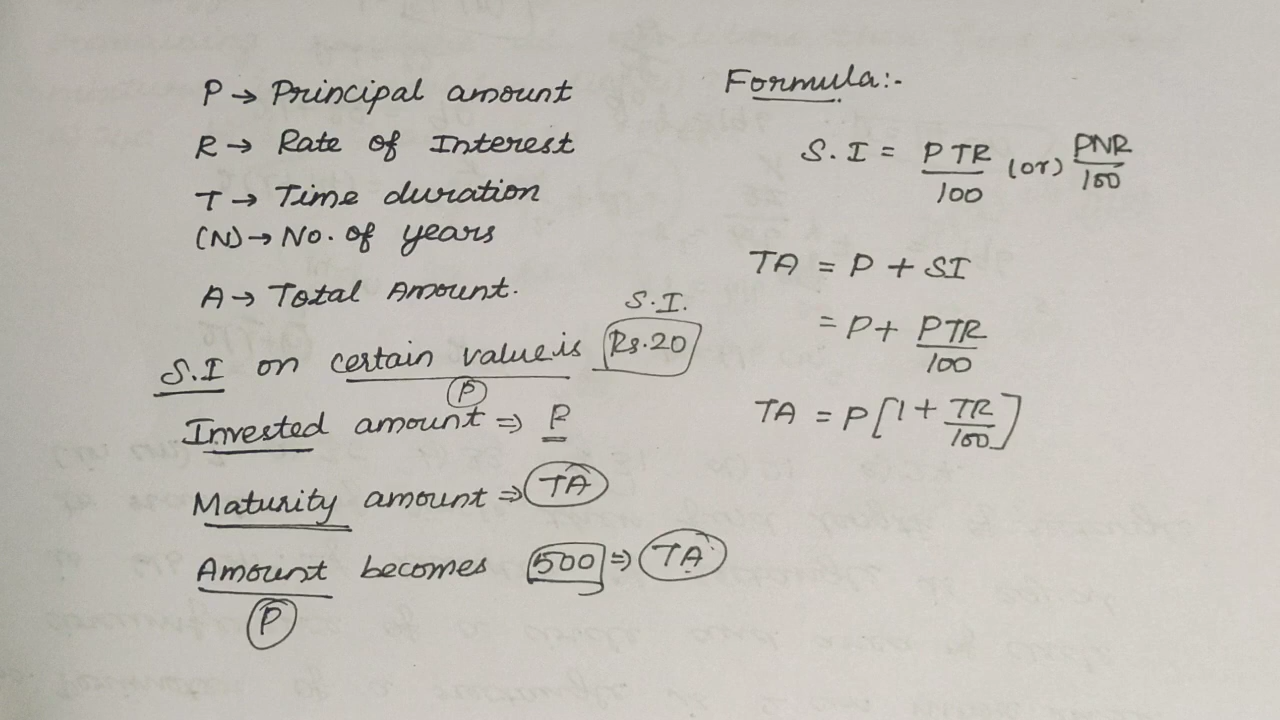 P → Principal amount
R → Rate of Interest
T → Time duration
(N) → No. of years
A → Total Amount.
S.I.
S.I on certain value is Rs.20
P
Invested amount ⇒ P
Maturity amount ⇒ TA
Amount becomes 500 ⇒ TA
P
Formula:-
S.I = PTR/100 (or) PNR/100
TA = P + SI
= P + PTR/100
TA = P[1 + TR/100]